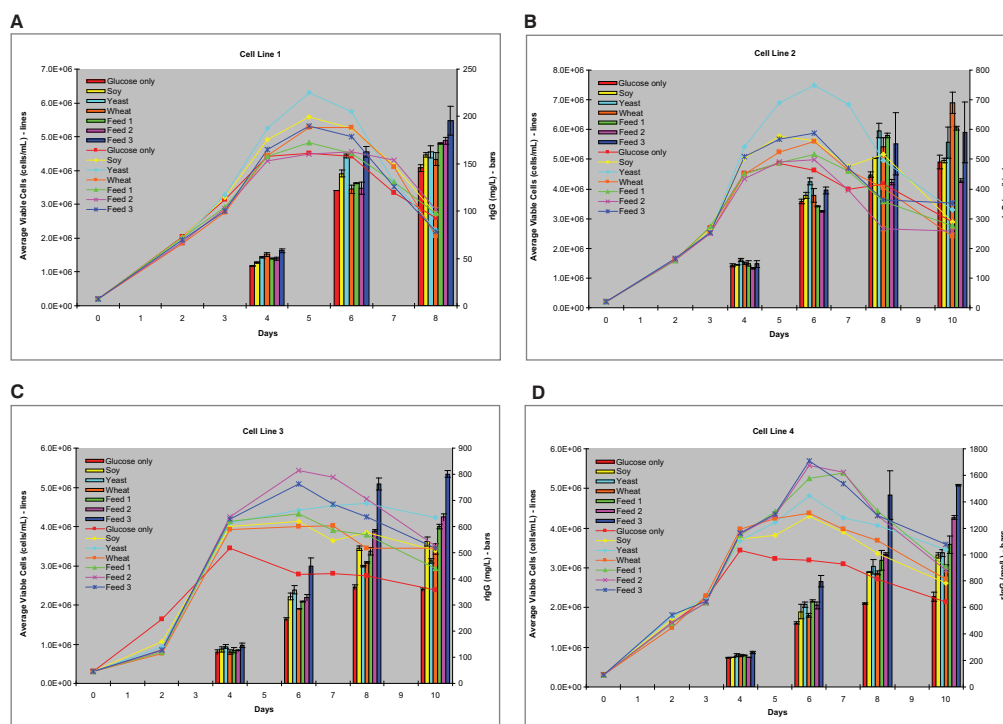 A
Cell Line 1
7.0E+06
6.0E+06
5.0E+06
4.0E+06
3.0E+06
2.0E+06
1.0E+06
0.0E+00
Average Viable Cells (cells/mL) - lines
Glucose only
Soy
Yeast
Wheat
Feed 1
Feed 2
Feed 3
Glucose only
Soy
Yeast
Wheat
Feed 1
Feed 2
Feed 3
250
200
150
100
50
0
rIgG (mg/L) - bars
0 1 2 3 4 5 6 7 8
Days
B
Cell Line 2
8.0E+06
7.0E+06
6.0E+06
5.0E+06
4.0E+06
3.0E+06
2.0E+06
1.0E+06
0.0E+00
Average Viable Cells (cells/mL) - lines
Glucose only
Soy
Yeast
Wheat
Feed 1
Feed 2
Feed 3
Glucose only
Soy
Yeast
Wheat
Feed 1
Feed 2
Feed 3
800
700
600
500
400
300
200
100
0
0 1 2 3 4 5 6 7 8 9 10
Days
C
Cell Line 3
6.0E+06
5.0E+06
4.0E+06
3.0E+06
2.0E+06
1.0E+06
0.0E+00
Average Viable Cells (cells/mL) - lines
Glucose only
Soy
Yeast
Wheat
Feed 1
Feed 2
Feed 3
Glucose only
Soy
Yeast
Wheat
Feed 1
Feed 2
Feed 3
900
800
700
600
500
400
300
200
100
0
rIgG (mg/L) - bars
0 1 2 3 4 5 6 7 8 9 10
Days
D
Cell Line 4
6.0E+06
5.0E+06
4.0E+06
3.0E+06
2.0E+06
1.0E+06
0.0E+00
Average Viable Cells (cells/mL) - lines
Glucose only
Soy
Yeast
Wheat
Feed 1
Feed 2
Feed 3
Glucose only
Soy
Yeast
Wheat
Feed 1
Feed 2
Feed 3
1800
1600
1400
1200
1000
800
600
400
200
0
0 1 2 3 4 5 6 7 8 9 10
Days